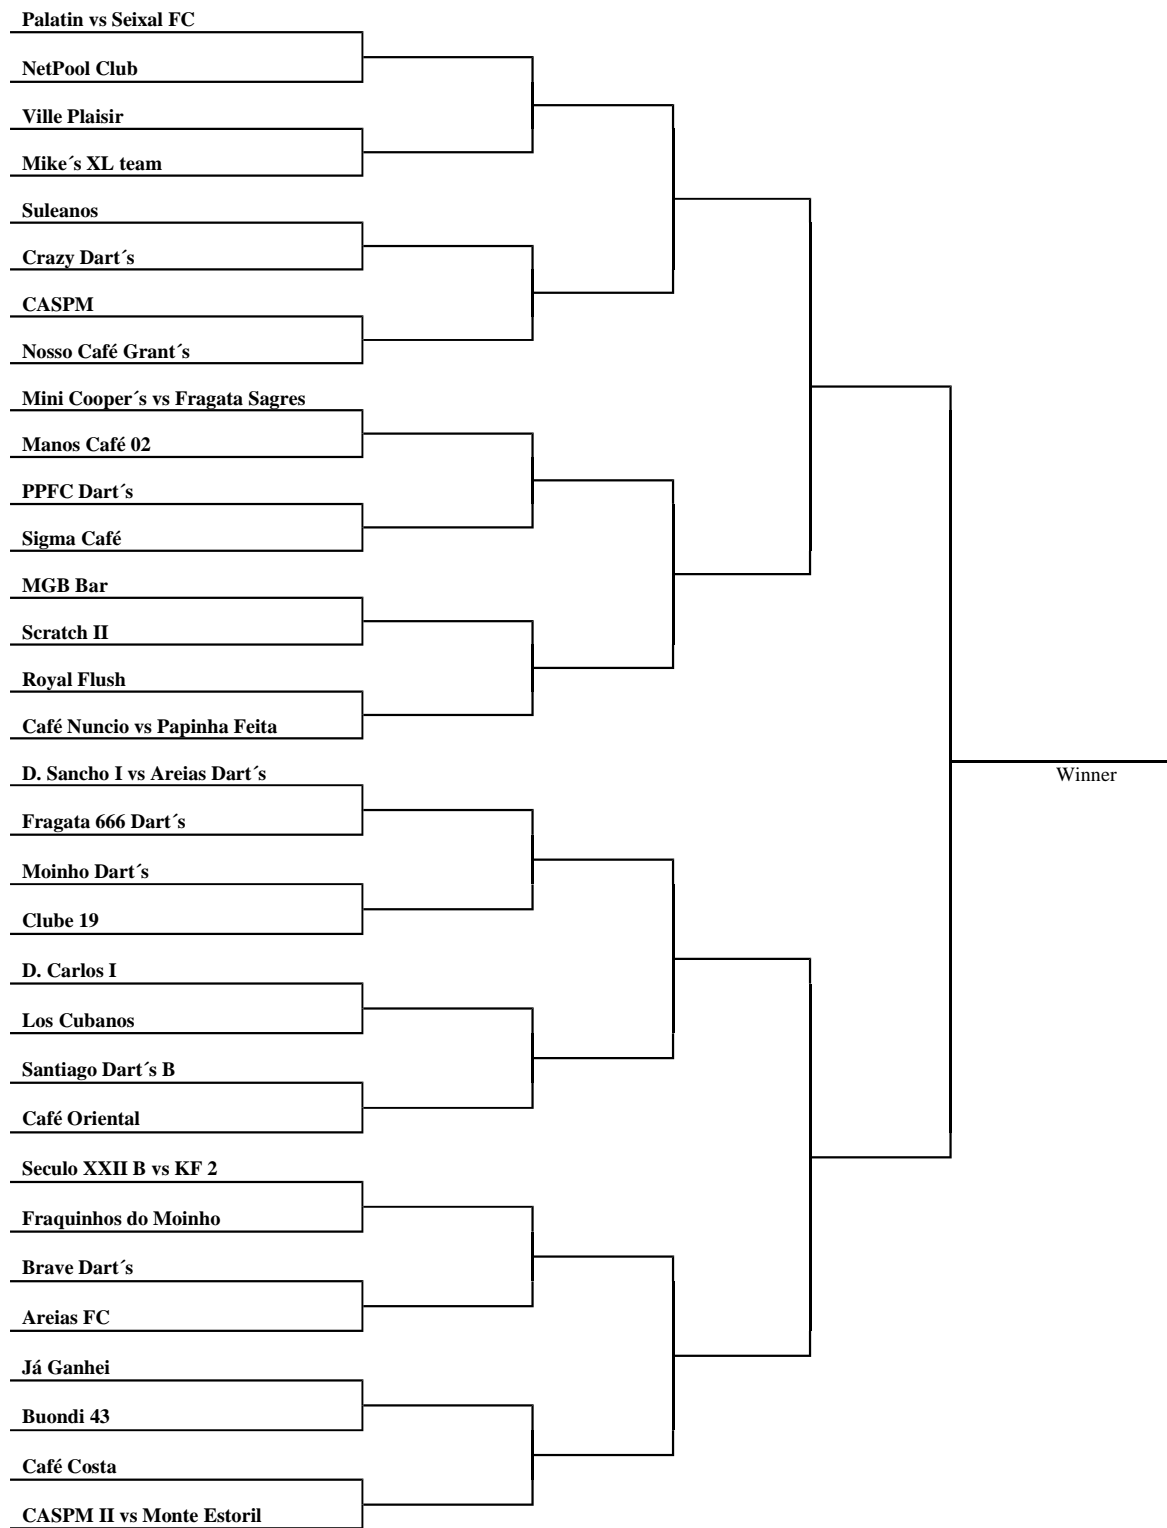 Palatin vs Seixal FC
NetPool Club
Ville Plaisir
Mike´s XL team
Suleanos
Crazy Dart´s
CASPM
Nosso Café Grant´s
Mini Cooper´s vs Fragata Sagres
Manos Café 02
PPFC Dart´s
Sigma Café
MGB Bar
Scratch II
Royal Flush
Café Nuncio vs Papinha Feita
D. Sancho I vs Areias Dart´s
Winner
Fragata 666 Dart´s
Moinho Dart´s
Clube 19
D. Carlos I
Los Cubanos
Santiago Dart´s B
Café Oriental
Seculo XXII B vs KF 2
Fraquinhos do Moinho
Brave Dart´s
Areias FC
Já Ganhei
Buondi 43
Café Costa
CASPM II vs Monte Estoril